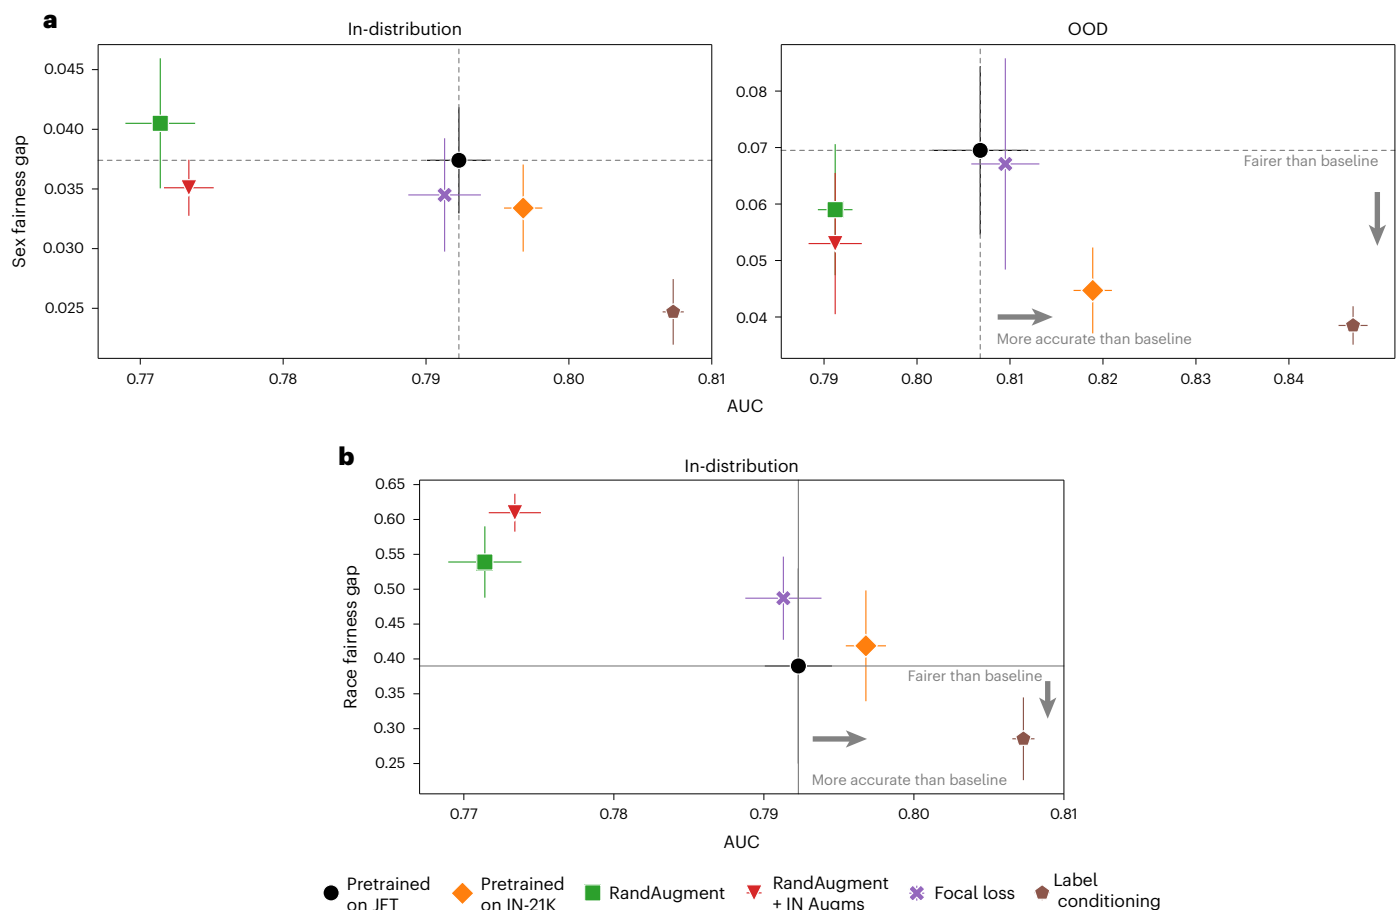 a
In-distribution
OOD
Sex fairness gap
0.045
0.040
0.035
0.030
0.025
0.77
0.78
0.79
0.80
0.81
0.08
0.07
0.06
0.05
0.04
Fairer than baseline
More accurate than baseline
0.79
0.80
0.81
0.82
0.83
0.84
AUC
b
In-distribution
Race fairness gap
0.65
0.60
0.55
0.50
0.45
0.40
0.35
0.30
0.25
Fairer than baseline
More accurate than baseline
0.77
0.78
0.79
0.80
0.81
AUC
Pretrained
on JFT
Pretrained
on IN-21K
RandAugment
RandAugment
+ IN Augms
Focal loss
Label
conditioning